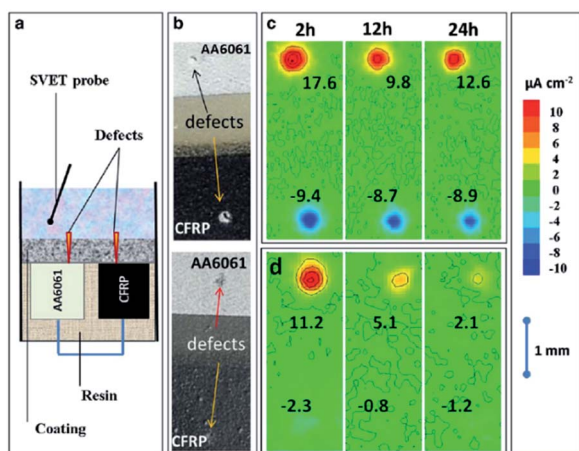 a
SVET probe
Defects
AA6061
CFRP
Resin
Coating
b
AA6061
defects
CFRP
AA6061
defects
CFRP
c
2h 12h 24h
17.6 9.8 12.6
-9.4 -8.7 -8.9
d
11.2 5.1 2.1
-2.3 -0.8 -1.2
µA cm-2
10
8
6
4
2
0
-2
-4
-6
-8
-10
1 mm